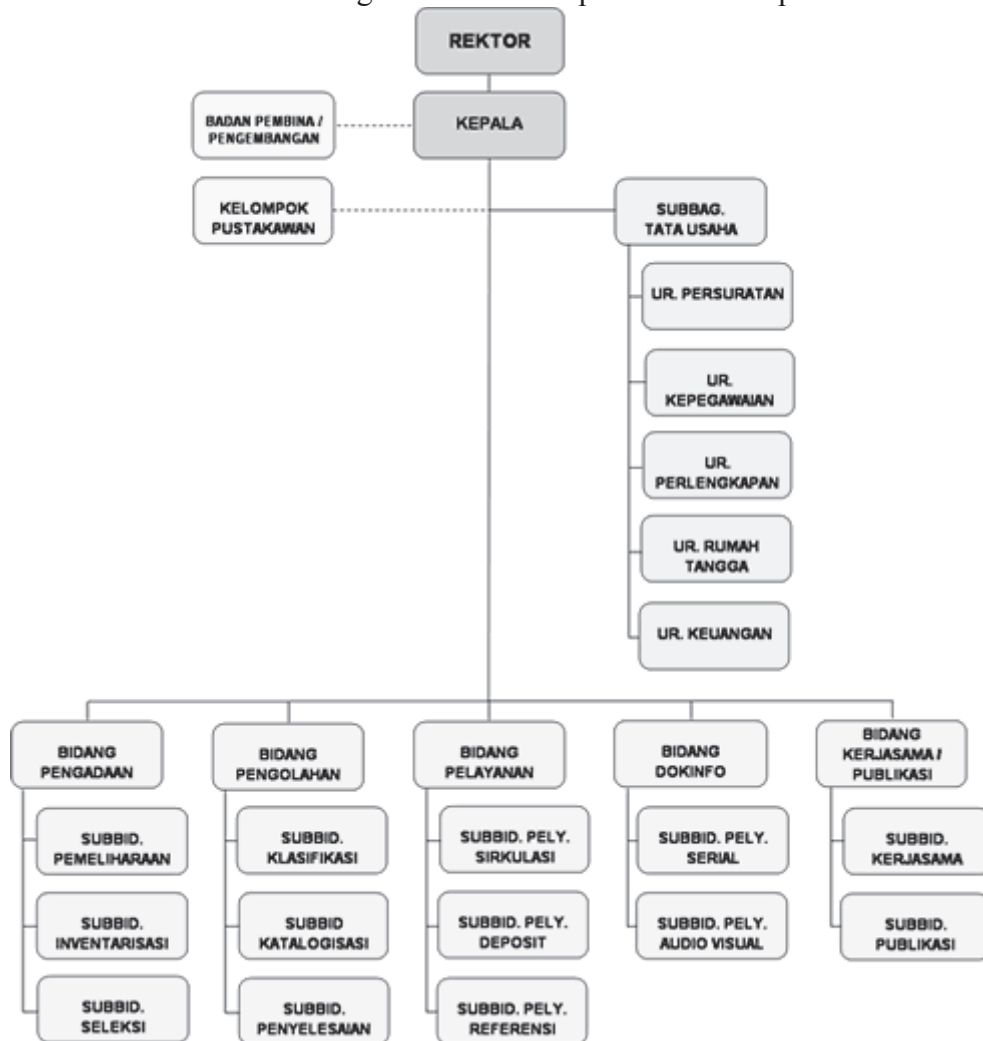 REKTOR
KEPALA
BADAN PEMBINA /
PENGEMBANGAN
KELOMPOK
PUSTAKAWAN
SUBBAG.
TATA USAHA
UR. PERSURATAN
UR.
KEPEGAWAIAN
UR.
PERLENGKAPAN
UR. RUMAH
TANGGA
UR. KEUANGAN
BIDANG
PENGADAAN
SUBBID.
PEMELIHARAAN
SUBBID.
INVENTARISASI
SUBBID.
SELEKSI
BIDANG
PENGOLAHAN
SUBBID.
KLASIFIKASI
SUBBID
KATALOGISASI
SUBBID.
PENYELESAIAN
BIDANG
PELAYANAN
SUBBID. PELY.
SIRKULASI
SUBBID. PELY.
DEPOSIT
SUBBID. PELY.
REFERENSI
BIDANG
DOKINFO
SUBBID. PELY.
SERIAL
SUBBID. PELY.
AUDIO VISUAL
BIDANG
KERJASAMA /
PUBLIKASI
SUBBID.
KERJASAMA
SUBBID.
PUBLIKASI